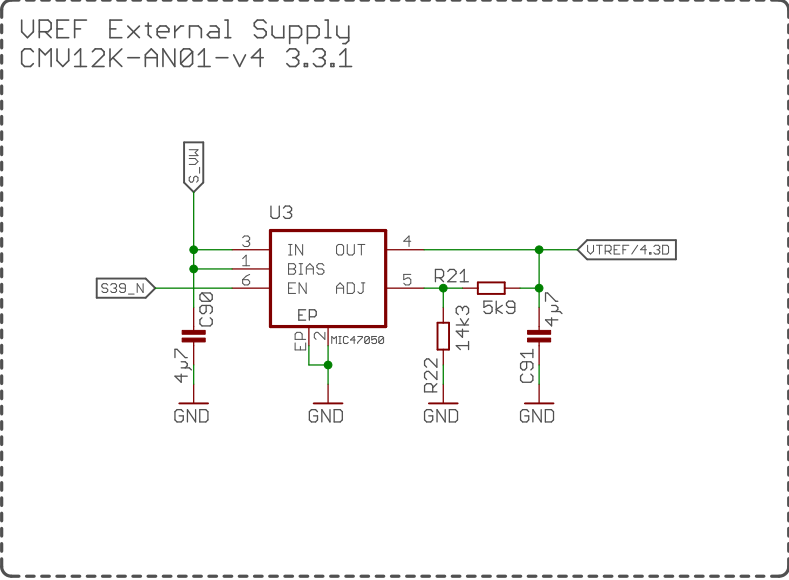 VREF External Supply
CMV12K-AN01-v4 3.3.1
S_VW
U3
3 IN OUT 4
1 BIAS
6 EN ADJ 5
S39_N
VTREF/4.3D
R21
5k9
C90
4µ7
EP
EP
2
MIC47050
14k3
R22
4µ7
C91
GND
GND
GND
GND